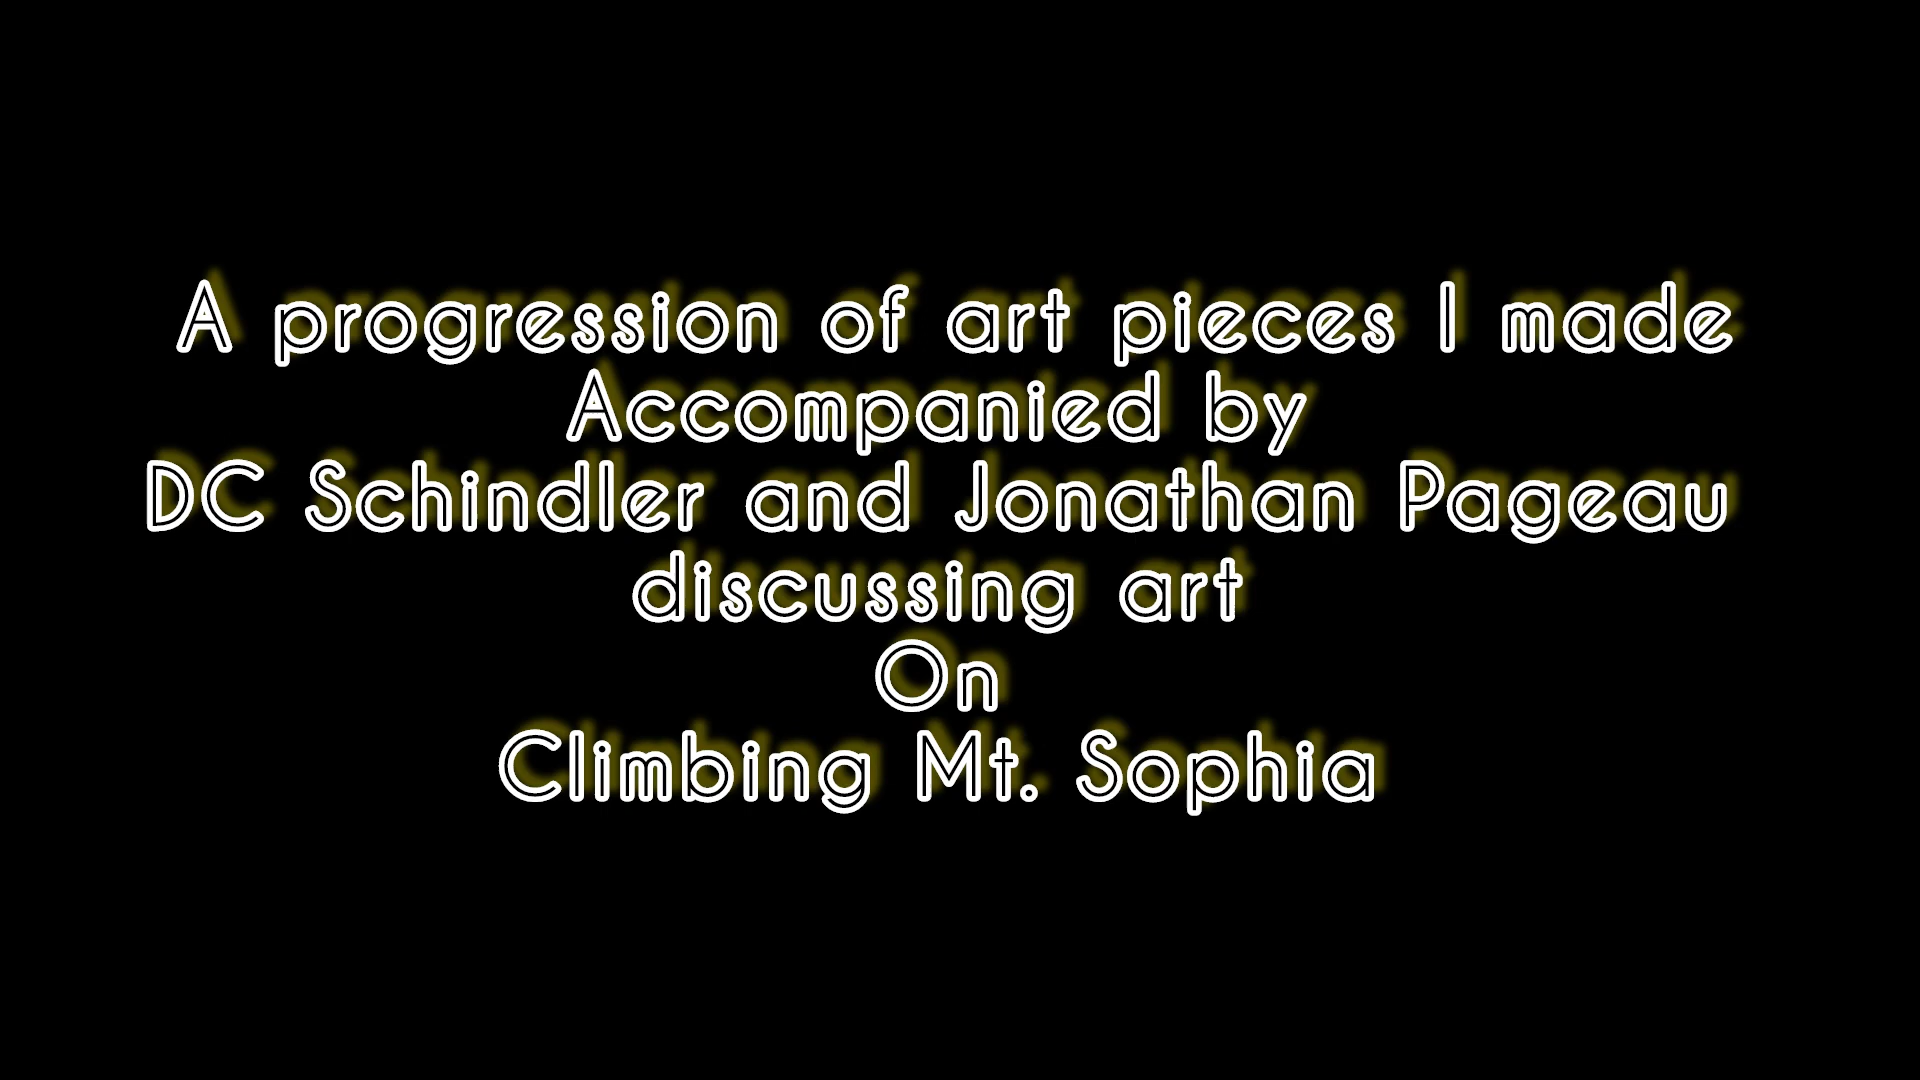 A progression of art pieces I made
Accompanied by
DC Schindler and Jonathan Pageau
discussing art
On
Climbing Mt. Sophia